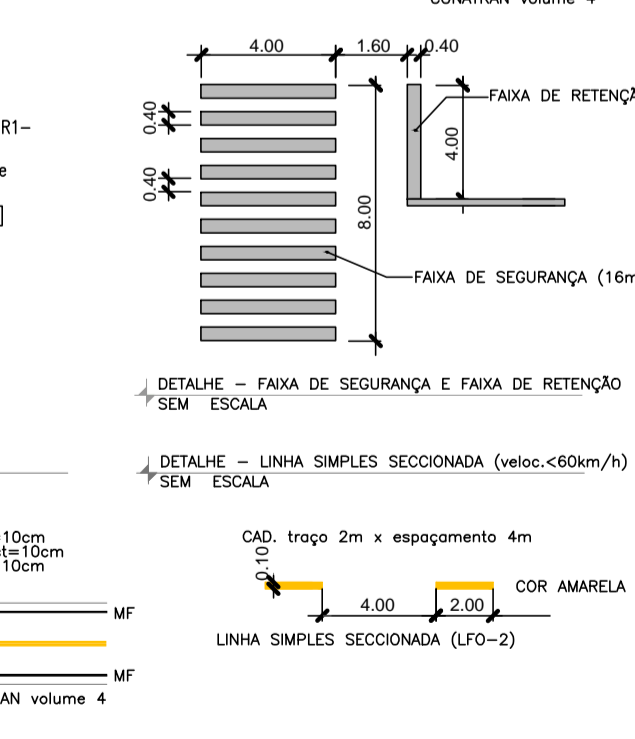 4.00
1.60
0.40
FAIXA DE RETENÇÃ
R1-
0.40
4.00
e
0.40
8.00
FAIXA DE SEGURANÇA (16m
DETALHE - FAIXA DE SEGURANÇA E FAIXA DE RETENÇÃO
SEM ESCALA
DETALHE - LINHA SIMPLES SECCIONADA (veloc.<60km/h)
SEM ESCALA
=10cm
t=10cm
10cm
CAD. traço 2m x espaçamento 4m
0.10
COR AMARELA
4.00
2.00
MF
LINHA SIMPLES SECCIONADA (LFO-2)
MF
AN volume 4